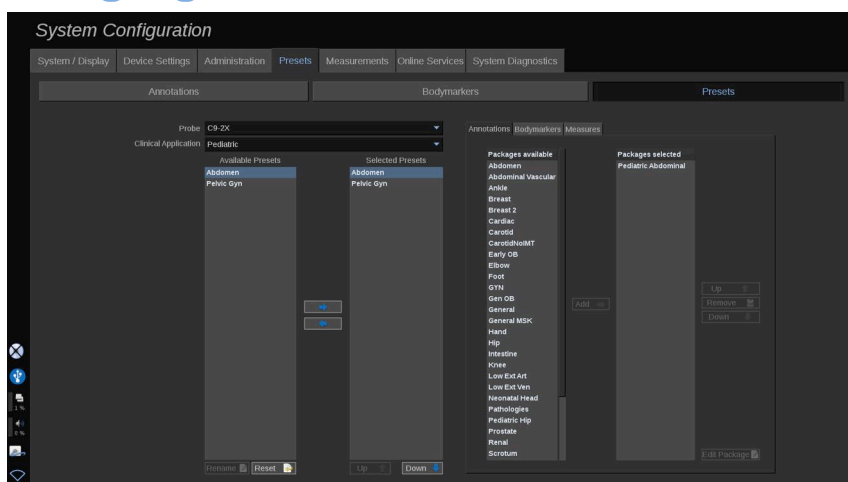 System Configuration
System / Display Device Settings Administration Presets Measurements Online Services System Diagnostics
Annotations Bodymarkers Presets
Probe C9-2X
Clinical Application Pediatric
Available Presets Selected Presets
Abdomen Abdomen
Pelvic Gyn Pelvic Gyn
Rename Reset Up Down
Annotations Bodymarkers Measures
Packages available Packages selected
Abdomen Pediatric Abdominal
Abdominal Vascular
Ankle
Breast
Breast 2
Cardiac
Carotid
CarotidNoIMT
Early OB
Elbow
Foot
GYN
Gen OB
General
General MSK
Hand
Hip
Intestine
Knee
Low Ext Art
Low Ext Ven
Neonatal Head
Pathologies
Pediatric Hip
Prostate
Renal
Scrotum
Add
Up
Remove
Down
Edit Package
1 %
0 %